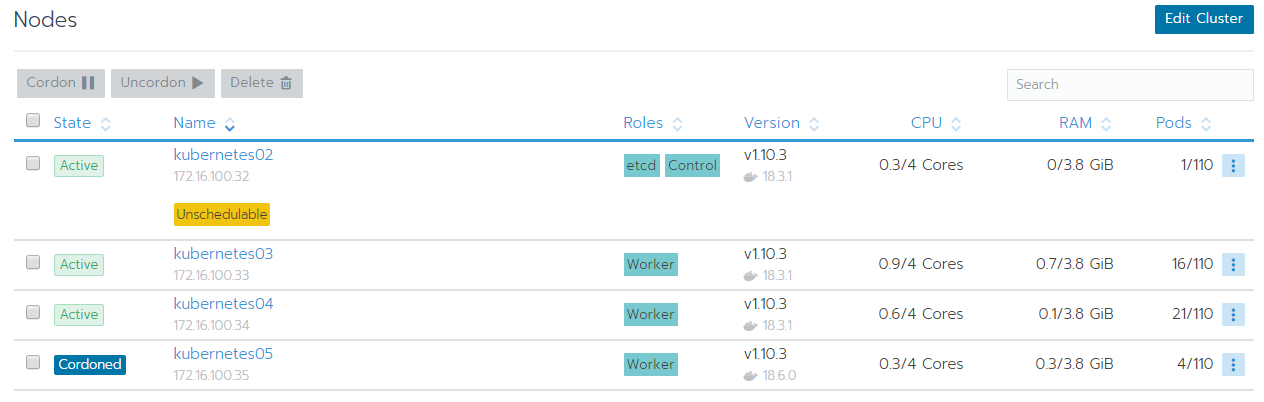 Nodes
Edit Cluster
Cordon Uncordon Delete Search
State Name Roles Version CPU RAM Pods
Active kubernetes02 etcd Control v1.10.3 0.3/4 Cores 0/3.8 GiB 1/110
172.16.100.32 18.3.1
Unschedulable
Active kubernetes03 Worker v1.10.3 0.9/4 Cores 0.7/3.8 GiB 16/110
172.16.100.33 18.3.1
Active kubernetes04 Worker v1.10.3 0.6/4 Cores 0.1/3.8 GiB 21/110
172.16.100.34 18.3.1
Cordoned kubernetes05 Worker v1.10.3 0.3/4 Cores 0.3/3.8 GiB 4/110
172.16.100.35 18.6.0